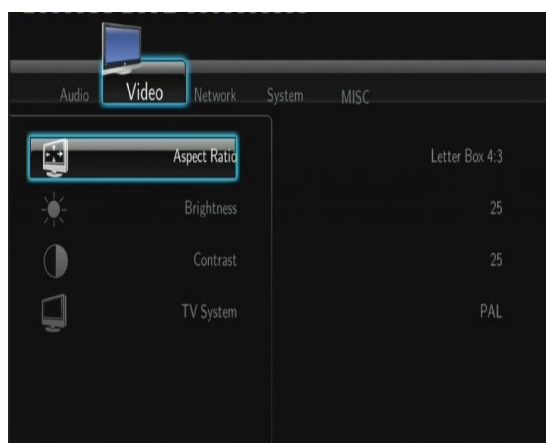 Audio Video Network System MISC
Aspect Ratio Letter Box 4:3
Brightness 25
Contrast 25
TV System PAL